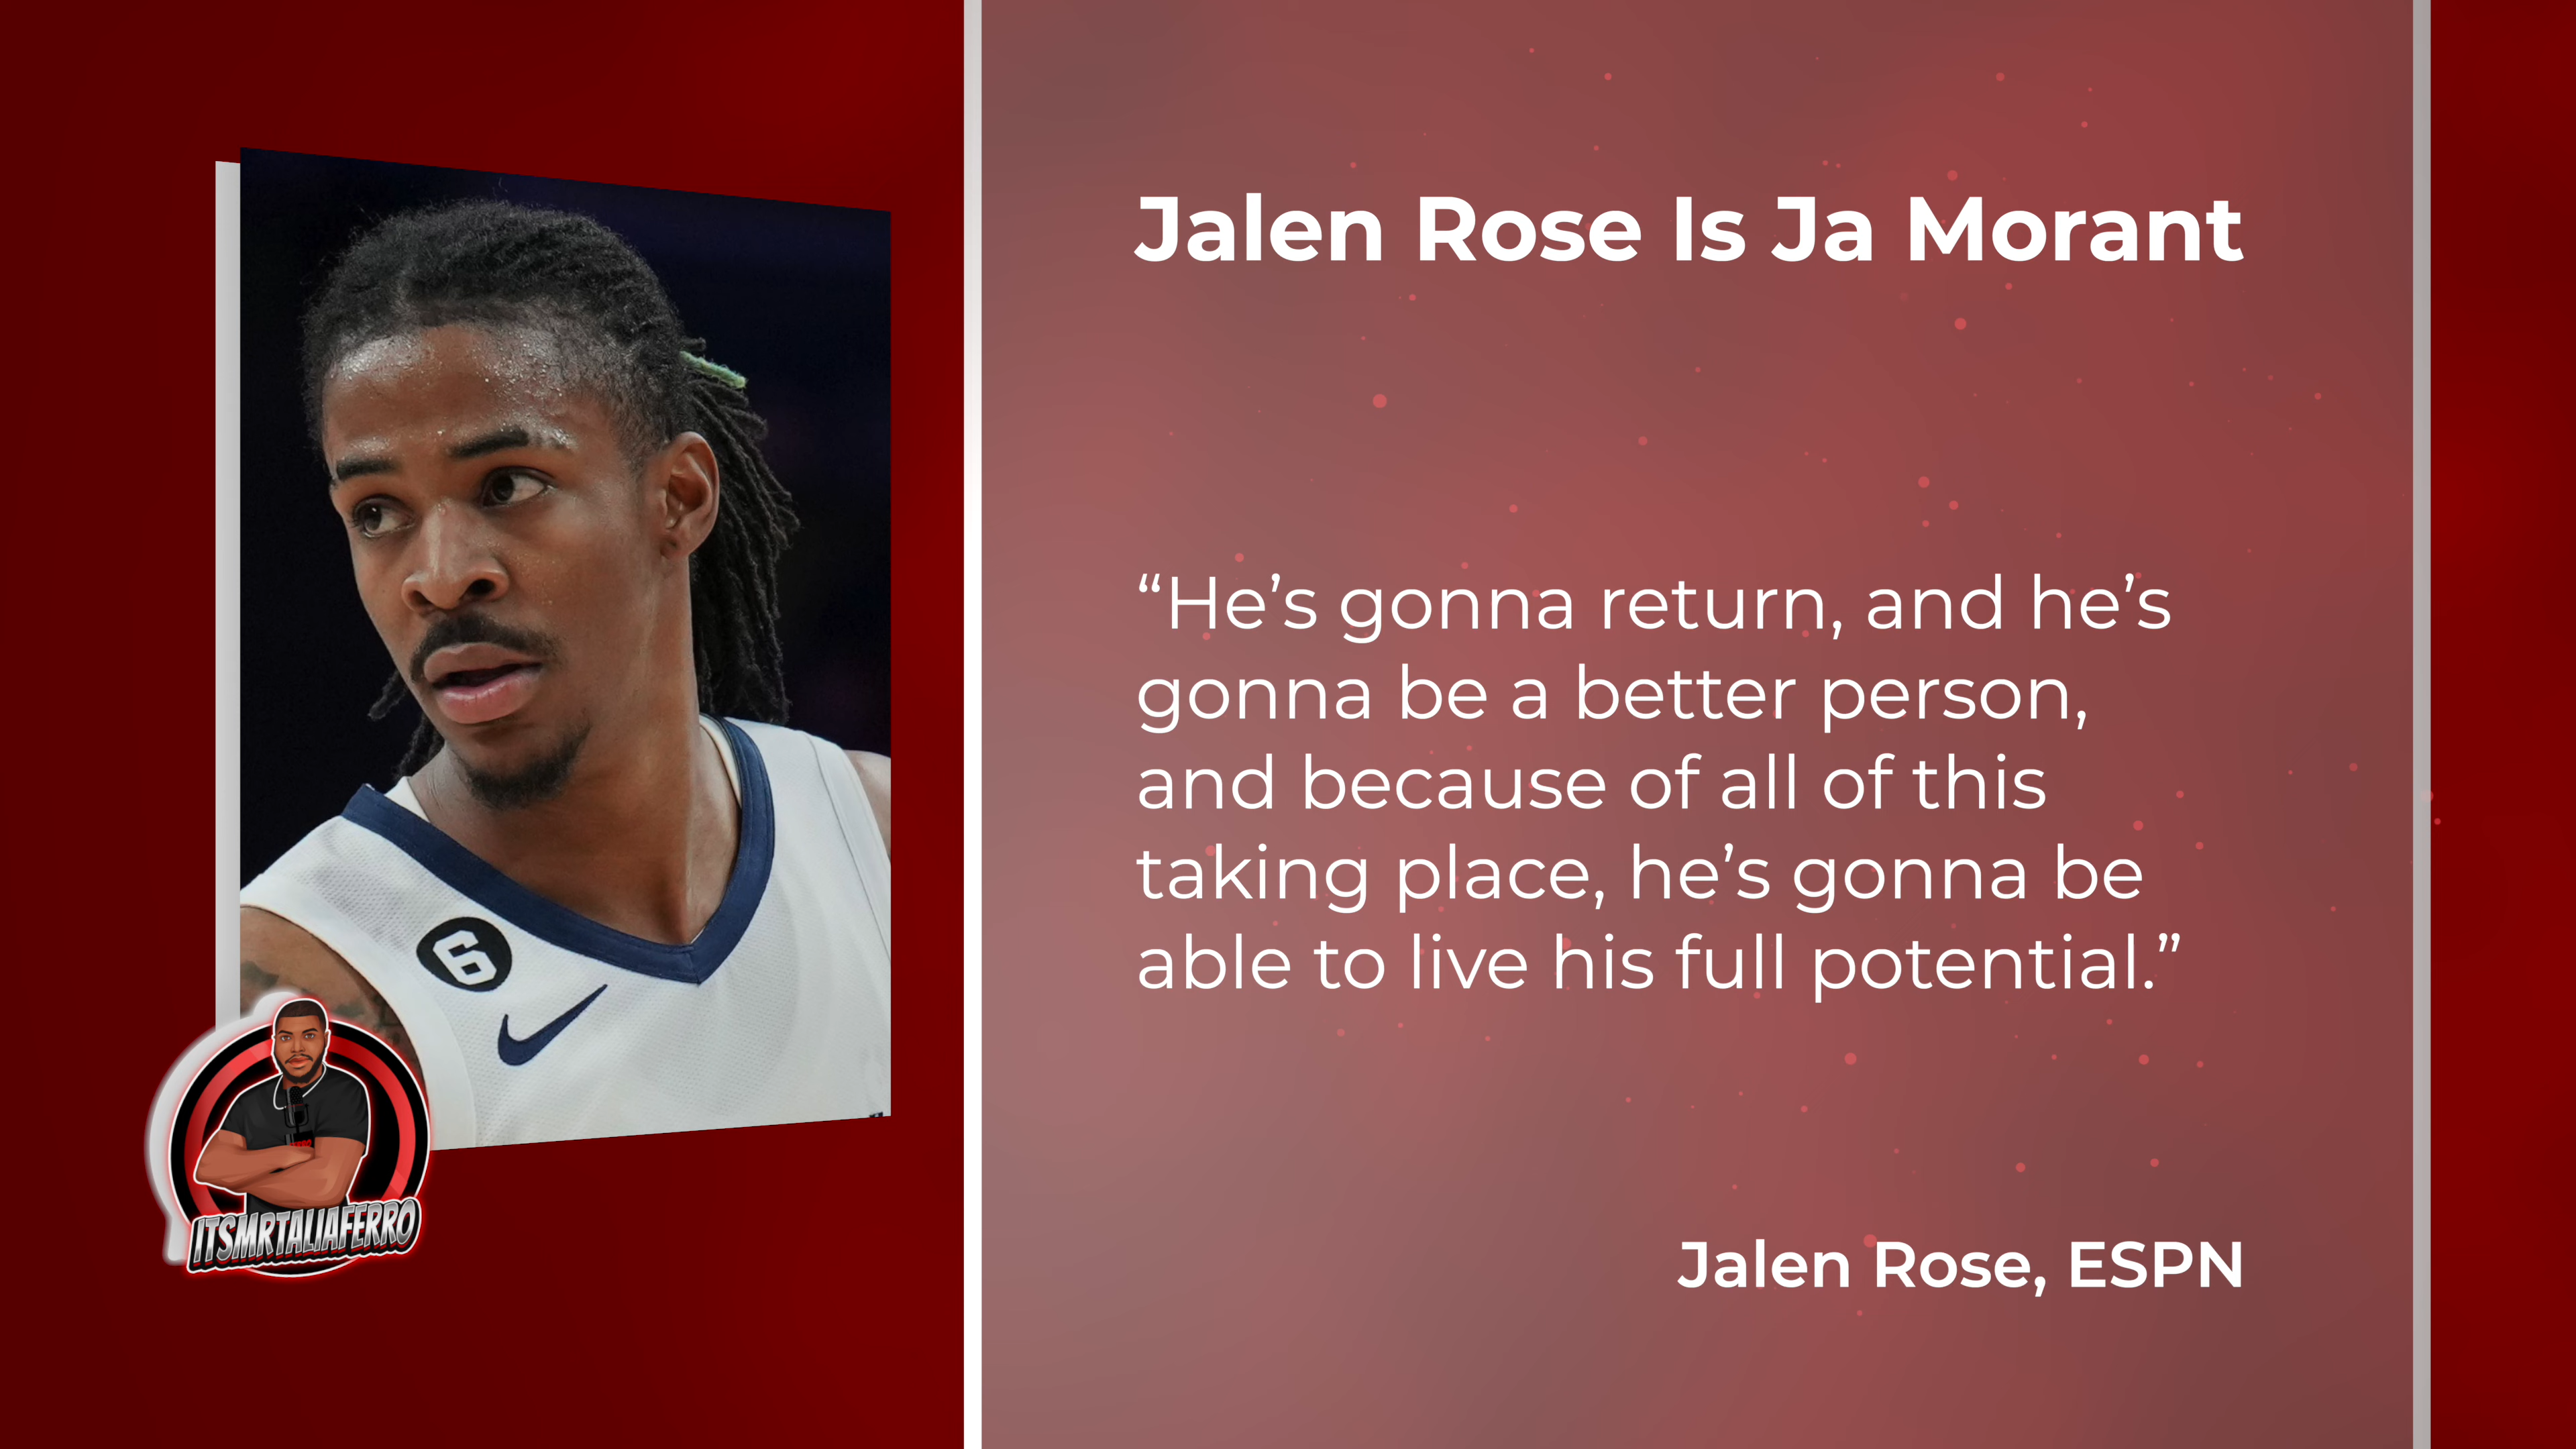 Jalen Rose Is Ja Morant
“He’s gonna return, and he’s
gonna be a better person,
and because of all of this
taking place, he’s gonna be
able to live his full potential.”
Jalen Rose, ESPN
6
ITSMRTALIAFERRO